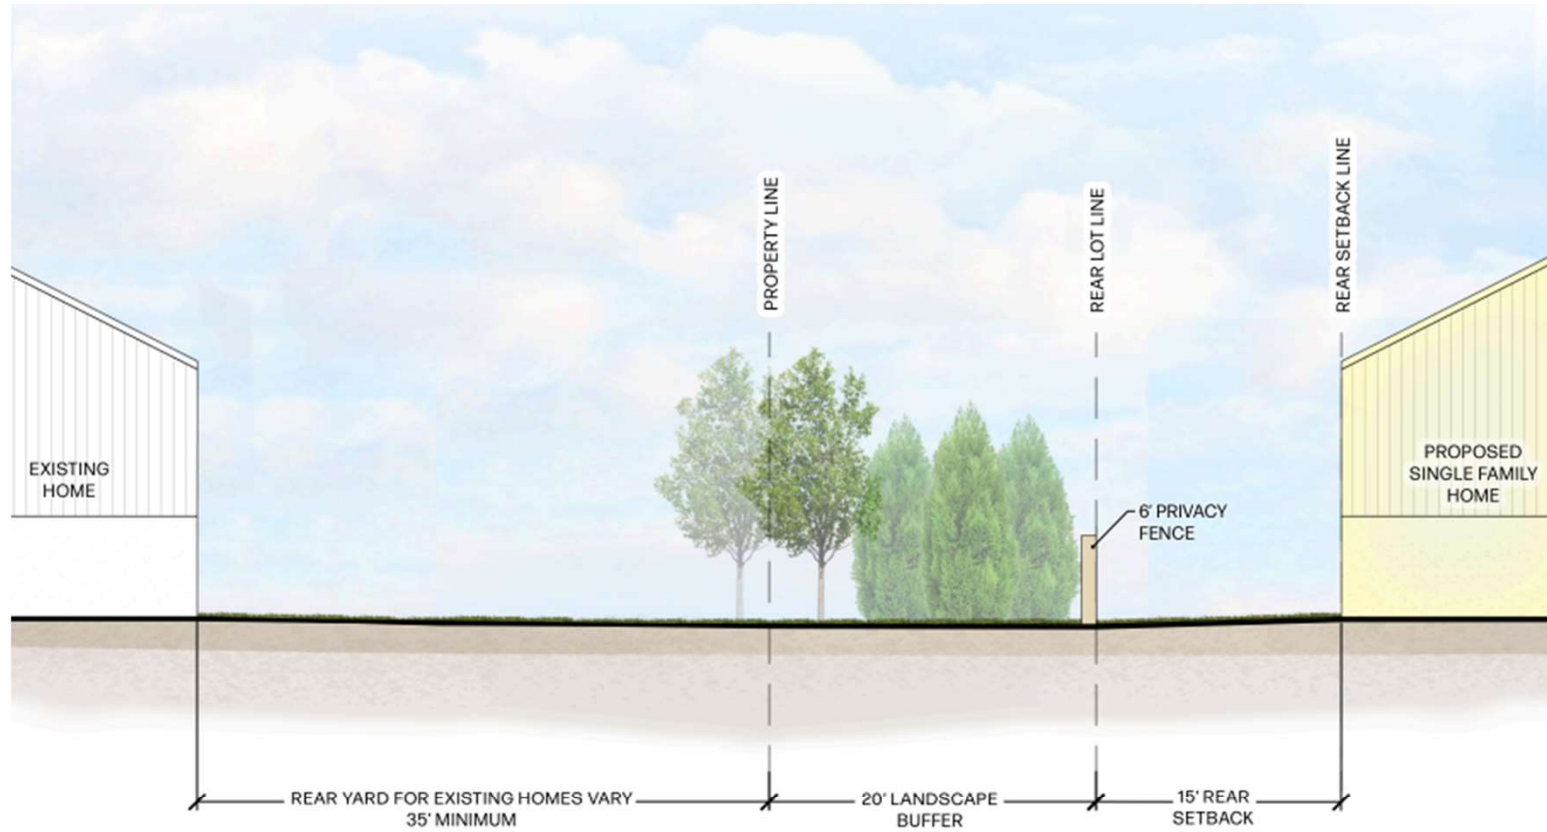 PROPERTY LINE
REAR LOT LINE
REAR SETBACK LINE
EXISTING
HOME
PROPOSED
SINGLE FAMILY
HOME
6' PRIVACY
FENCE
REAR YARD FOR EXISTING HOMES VARY
35' MINIMUM
20' LANDSCAPE
BUFFER
15' REAR
SETBACK